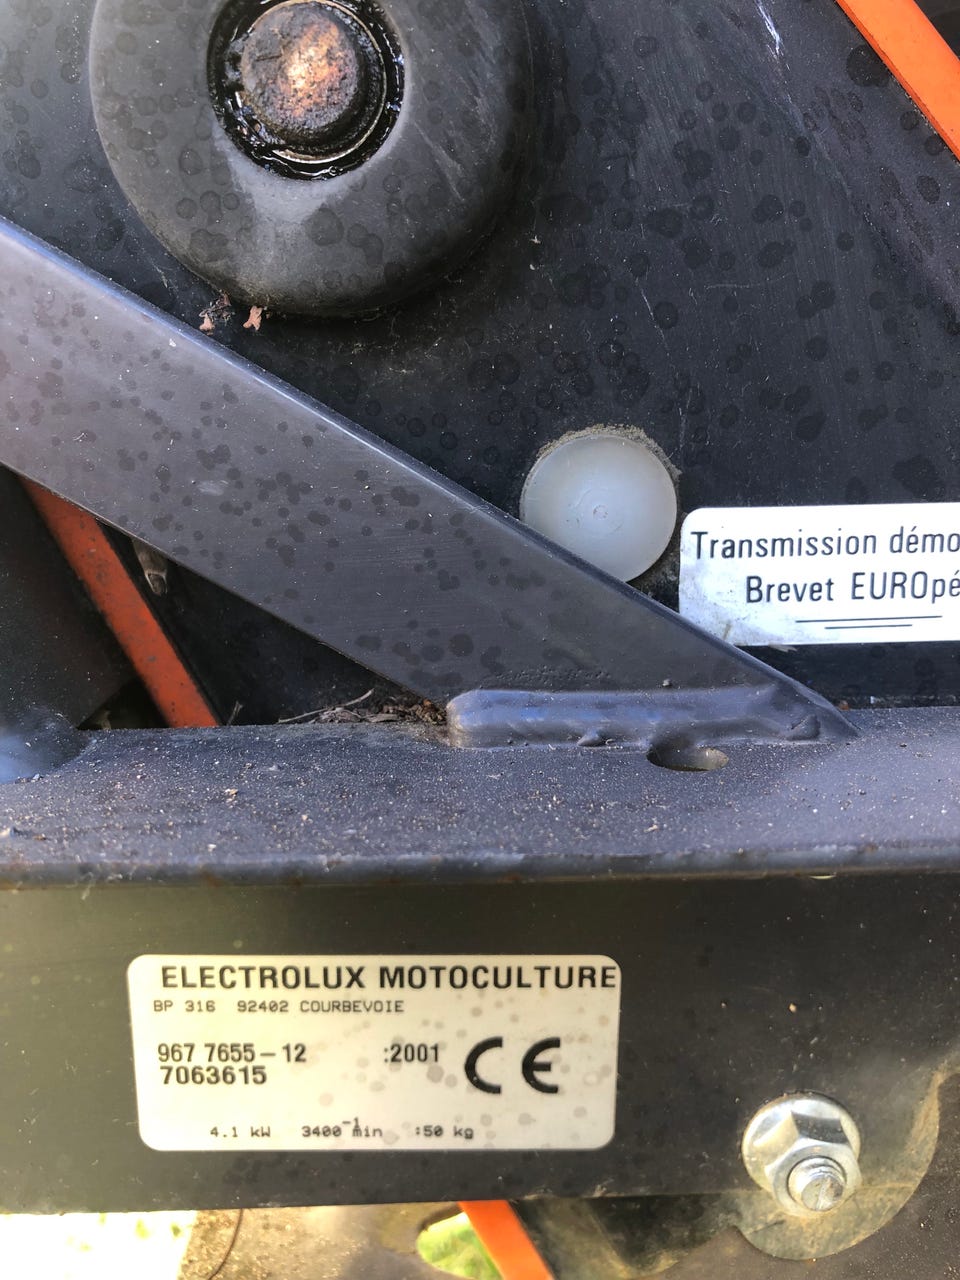 Transmission démo
Brevet EUROpé
ELECTROLUX MOTOCULTURE
BP 316 92402 COURBEVOIE
967 7655-12 :2001 CE
7063615
4.1 kW 3400 min-1 :50 kg